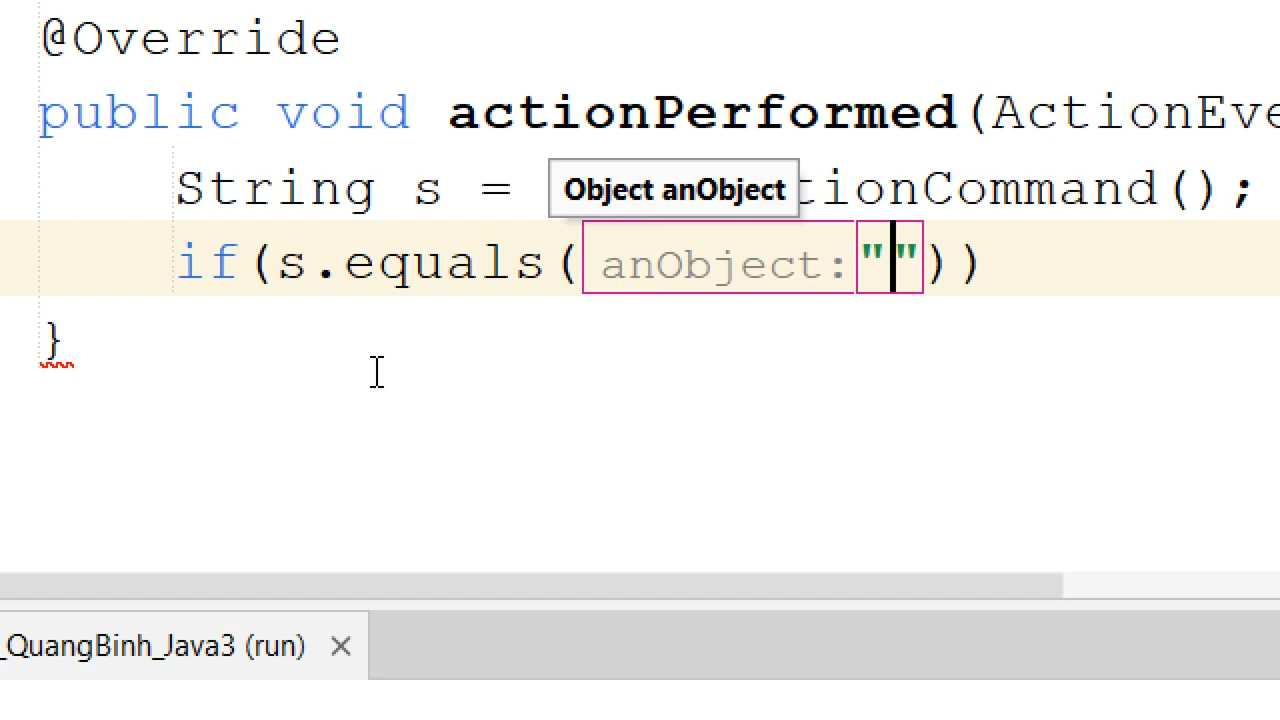 @Override
public void actionPerformed(ActionEve
String s = tionCommand();
Object anObject
if(s.equals( anObject:""))
}
_QuangBinh_Java3 (run) ×